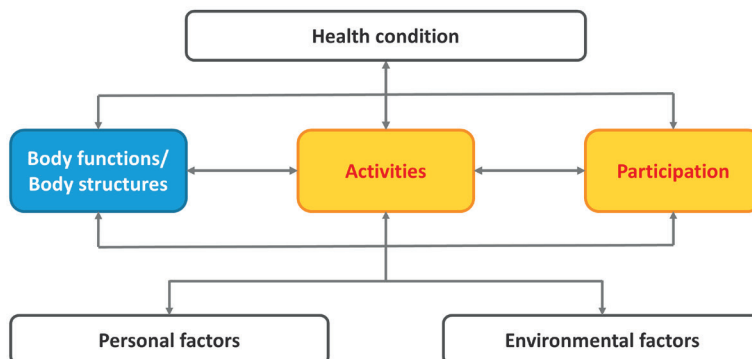 Health condition
Body functions/
Body structures
Activities
Participation
Personal factors
Environmental factors